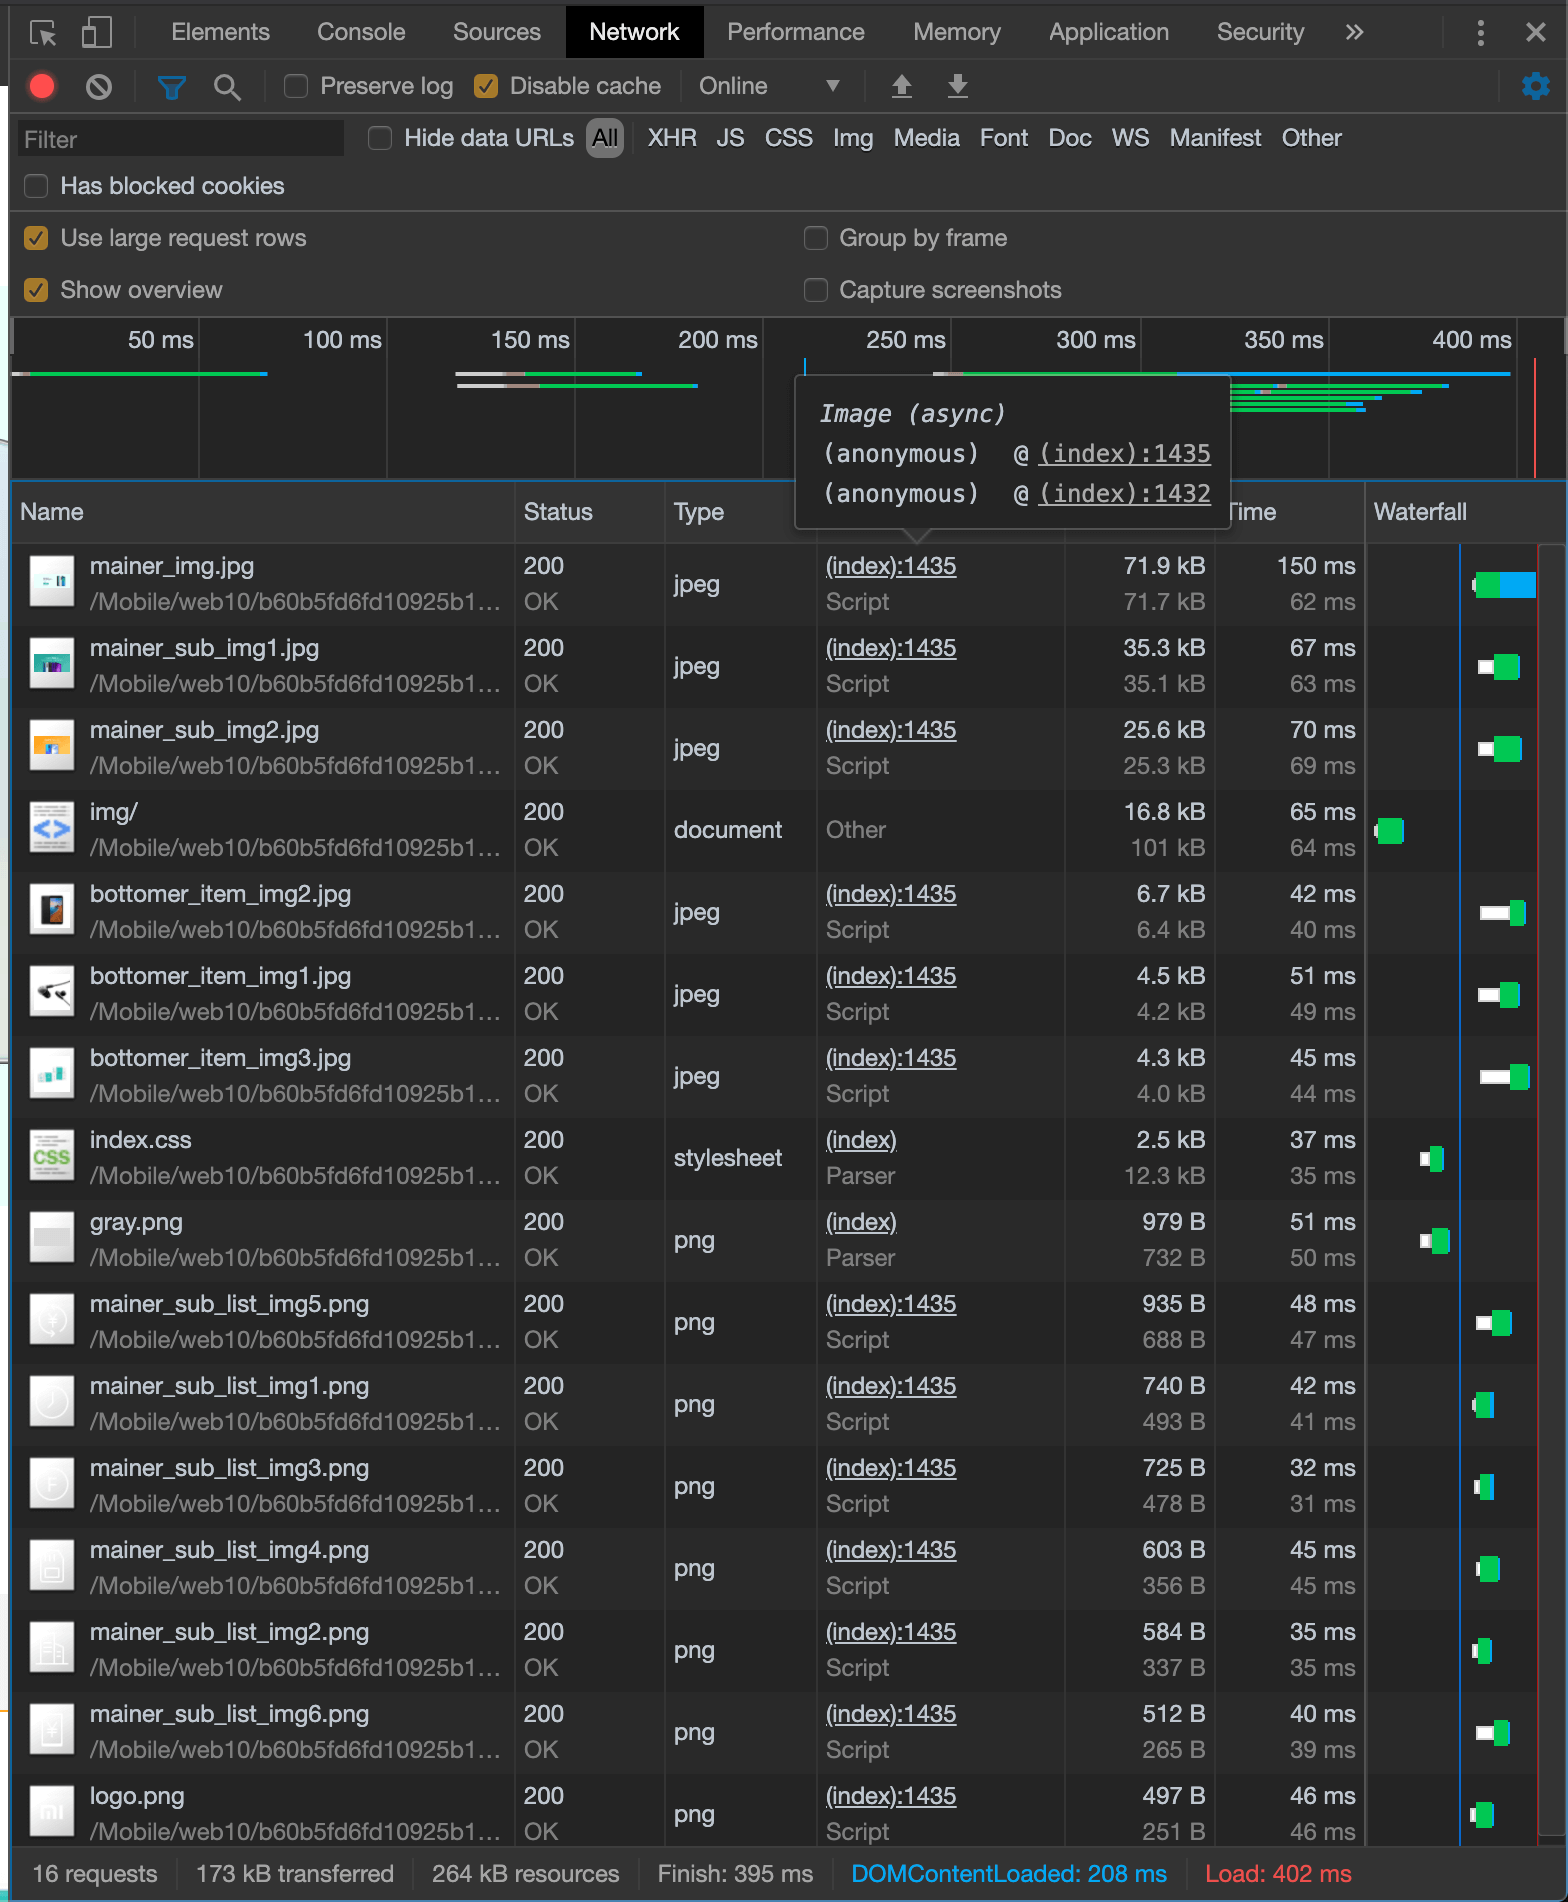 Elements Console Sources Network Performance Memory Application Security »
Preserve log Disable cache Online
Filter Hide data URLs All XHR JS CSS Img Media Font Doc WS Manifest Other
Has blocked cookies
Use large request rows Group by frame
Show overview Capture screenshots
50 ms 100 ms 150 ms 200 ms 250 ms 300 ms 350 ms 400 ms
Image (async)
(anonymous) @ (index):1435
(anonymous) @ (index):1432
Name Status Type Time Waterfall
mainer_img.jpg 200 jpeg (index):1435 71.9 kB 150 ms
/Mobile/web10/b60b5fd6fd10925b1… OK Script 71.7 kB 62 ms
mainer_sub_img1.jpg 200 jpeg (index):1435 35.3 kB 67 ms
/Mobile/web10/b60b5fd6fd10925b1… OK Script 35.1 kB 63 ms
mainer_sub_img2.jpg 200 jpeg (index):1435 25.6 kB 70 ms
/Mobile/web10/b60b5fd6fd10925b1… OK Script 25.3 kB 69 ms
img/ 200 document Other 16.8 kB 65 ms
/Mobile/web10/b60b5fd6fd10925b1… OK 101 kB 64 ms
bottomer_item_img2.jpg 200 jpeg (index):1435 6.7 kB 42 ms
/Mobile/web10/b60b5fd6fd10925b1… OK Script 6.4 kB 40 ms
bottomer_item_img1.jpg 200 jpeg (index):1435 4.5 kB 51 ms
/Mobile/web10/b60b5fd6fd10925b1… OK Script 4.2 kB 49 ms
bottomer_item_img3.jpg 200 jpeg (index):1435 4.3 kB 45 ms
/Mobile/web10/b60b5fd6fd10925b1… OK Script 4.0 kB 44 ms
CSS index.css 200 stylesheet (index) 2.5 kB 37 ms
/Mobile/web10/b60b5fd6fd10925b1… OK Parser 12.3 kB 35 ms
gray.png 200 png (index) 979 B 51 ms
/Mobile/web10/b60b5fd6fd10925b1… OK Parser 732 B 50 ms
mainer_sub_list_img5.png 200 png (index):1435 935 B 48 ms
/Mobile/web10/b60b5fd6fd10925b1… OK Script 688 B 47 ms
mainer_sub_list_img1.png 200 png (index):1435 740 B 42 ms
/Mobile/web10/b60b5fd6fd10925b1… OK Script 493 B 41 ms
mainer_sub_list_img3.png 200 png (index):1435 725 B 32 ms
/Mobile/web10/b60b5fd6fd10925b1… OK Script 478 B 31 ms
mainer_sub_list_img4.png 200 png (index):1435 603 B 45 ms
/Mobile/web10/b60b5fd6fd10925b1… OK Script 356 B 45 ms
mainer_sub_list_img2.png 200 png (index):1435 584 B 35 ms
/Mobile/web10/b60b5fd6fd10925b1… OK Script 337 B 35 ms
mainer_sub_list_img6.png 200 png (index):1435 512 B 40 ms
/Mobile/web10/b60b5fd6fd10925b1… OK Script 265 B 39 ms
logo.png 200 png (index):1435 497 B 46 ms
/Mobile/web10/b60b5fd6fd10925b1… OK Script 251 B 46 ms
16 requests 173 kB transferred 264 kB resources Finish: 395 ms DOMContentLoaded: 208 ms Load: 402 ms